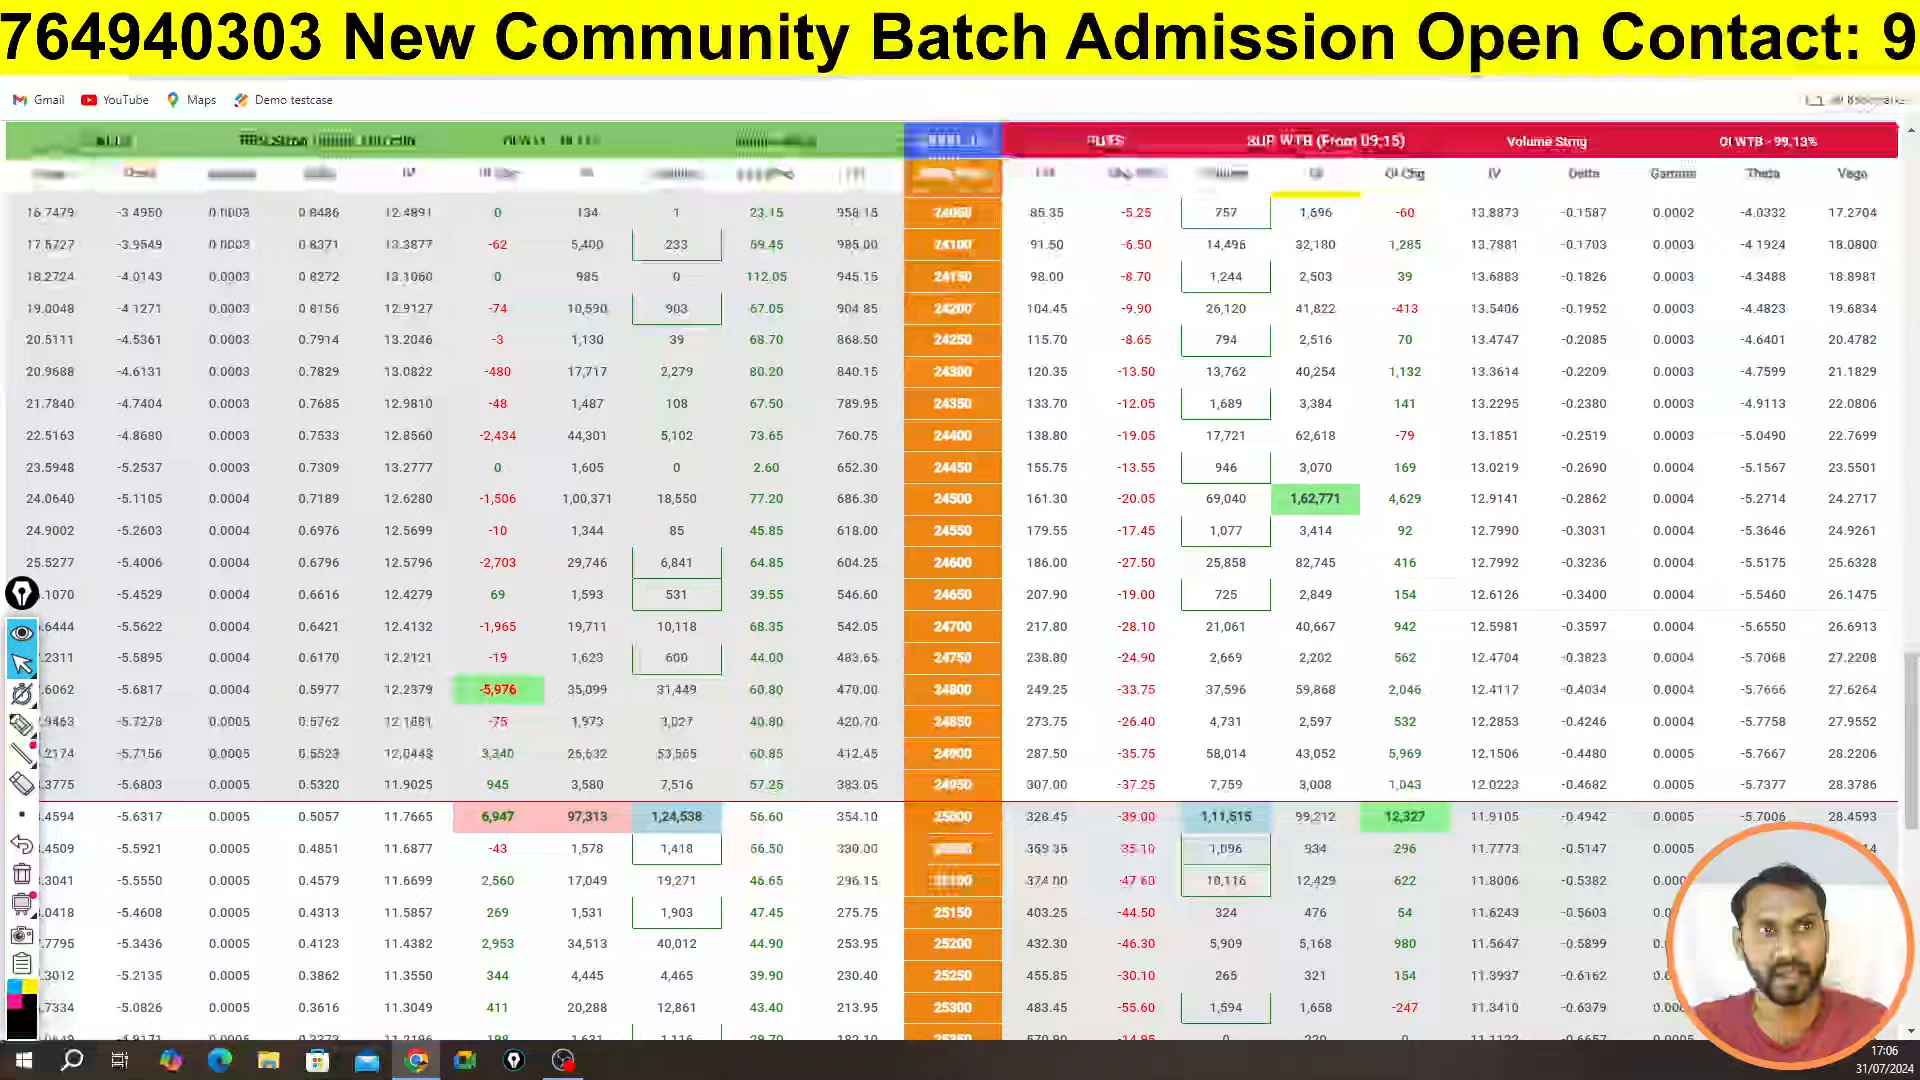 764940303 New Community Batch Admission Open Contact: 9
Gmail YouTube Maps Demo testcase
PUTS SUP WTB (From 09:15) Volume Strng OI WTB - 99.13%
IV OI Chg IV Delta Gamma Theta Vega
16.7479 -3.4950 0.0003 0.8486 12.4891 0 134 1 23.15 958.15 24050 85.35 -5.25 757 1,696 -60 13.8873 -0.1587 0.0002 -4.0332 17.2704
17.5727 -3.9549 0.0003 0.8371 13.3877 -62 5,400 233 59.45 985.00 24100 91.50 -6.50 14,496 32,180 1,285 13.7881 -0.1703 0.0003 -4.1924 18.0800
18.2724 -4.0143 0.0003 0.8272 13.1060 0 985 0 112.05 945.15 24150 98.00 -8.70 1,244 2,503 39 13.6883 -0.1826 0.0003 -4.3488 18.8981
19.0048 -4.1271 0.0003 0.8156 12.9127 -74 10,590 903 67.05 904.85 24200 104.45 -9.90 26,120 41,822 -413 13.5406 -0.1952 0.0003 -4.4823 19.6834
20.5111 -4.5361 0.0003 0.7914 13.2046 -3 1,130 39 68.70 868.50 24250 115.70 -8.65 794 2,516 70 13.4747 -0.2085 0.0003 -4.6401 20.4782
20.9688 -4.6131 0.0003 0.7829 13.0822 -480 17,717 2,279 80.20 840.15 24300 120.35 -13.50 13,762 40,254 1,132 13.3614 -0.2209 0.0003 -4.7599 21.1829
21.7840 -4.7404 0.0003 0.7685 12.9810 -48 1,487 108 67.50 789.95 24350 133.70 -12.05 1,689 3,384 141 13.2295 -0.2380 0.0003 -4.9113 22.0806
22.5163 -4.8680 0.0003 0.7533 12.8560 -2,434 44,301 5,102 73.65 760.75 24400 138.80 -19.05 17,721 62,618 -79 13.1851 -0.2519 0.0003 -5.0490 22.7699
23.5948 -5.2537 0.0003 0.7309 13.2777 0 1,605 0 2.60 652.30 24450 155.75 -13.55 946 3,070 169 13.0219 -0.2690 0.0004 -5.1567 23.5501
24.0640 -5.1105 0.0004 0.7189 12.6280 -1,506 1,00,371 18,550 77.20 686.30 24500 161.30 -20.05 69,040 1,62,771 4,629 12.9141 -0.2862 0.0004 -5.2714 24.2717
24.9002 -5.2603 0.0004 0.6976 12.5699 -10 1,344 85 45.85 618.00 24550 179.55 -17.45 1,077 3,414 92 12.7990 -0.3031 0.0004 -5.3646 24.9261
25.5277 -5.4006 0.0004 0.6796 12.5796 -2,703 29,746 6,841 64.85 604.25 24600 186.00 -27.50 25,858 82,745 416 12.7992 -0.3236 0.0004 -5.5175 25.6328
.1070 -5.4529 0.0004 0.6616 12.4279 69 1,593 531 39.55 546.60 24650 207.90 -19.00 725 2,849 154 12.6126 -0.3400 0.0004 -5.5460 26.1475
.6444 -5.5622 0.0004 0.6421 12.4132 -1,965 19,711 10,118 68.35 542.05 24700 217.80 -28.10 21,061 40,667 942 12.5981 -0.3597 0.0004 -5.6550 26.6913
.2311 -5.5895 0.0004 0.6170 12.2121 -19 1,623 600 44.00 483.65 24750 238.80 -24.90 2,669 2,202 562 12.4704 -0.3823 0.0004 -5.7068 27.2208
.6062 -5.6817 0.0004 0.5977 12.2379 -5,976 35,099 31,449 60.80 470.00 24800 249.25 -33.75 37,596 59,868 2,046 12.4117 -0.4034 0.0004 -5.7666 27.6264
.9463 -5.7278 0.0005 0.5762 12.1881 -75 1,973 3,027 40.80 420.70 24850 273.75 -26.40 4,731 2,597 532 12.2853 -0.4246 0.0004 -5.7758 27.9552
.2174 -5.7156 0.0005 0.5523 12.0443 3,340 26,632 53,565 60.85 412.45 24900 287.50 -35.75 58,014 43,052 5,969 12.1506 -0.4480 0.0005 -5.7667 28.2206
.3775 -5.6803 0.0005 0.5320 11.9025 945 3,580 7,516 57.25 383.05 24950 307.00 -37.25 7,759 3,008 1,043 12.0223 -0.4682 0.0005 -5.7377 28.3786
.4594 -5.6317 0.0005 0.5057 11.7665 6,947 97,313 1,24,538 56.60 354.10 25000 328.45 -39.00 1,11,515 99,212 12,327 11.9105 -0.4942 0.0005 -5.7006 28.4593
.4509 -5.5921 0.0005 0.4851 11.6877 -43 1,578 1,418 56.50 330.00 359.35 35.10 1,096 934 296 11.7773 -0.5147 0.0005
.3041 -5.5550 0.0005 0.4579 11.6699 2,560 17,049 19,271 46.65 296.15 374.00 -47.60 10,116 12,429 622 11.8006 -0.5382 0.000
.0418 -5.4608 0.0005 0.4313 11.5857 269 1,531 1,903 47.45 275.75 25150 403.25 -44.50 324 476 54 11.6243 -0.5603 0.0
.7795 -5.3436 0.0005 0.4123 11.4382 2,953 34,513 40,012 44.90 253.95 25200 432.30 -46.30 5,909 5,168 980 11.5647 -0.5899 0.
.3012 -5.2135 0.0005 0.3862 11.3550 344 4,445 4,465 39.90 230.40 25250 455.85 -30.10 265 321 154 11.3937 -0.6162 0.
.7334 -5.0826 0.0005 0.3616 11.3049 411 20,288 12,861 43.40 213.95 25300 483.45 -55.60 1,594 1,658 -247 11.3410 -0.6379 0.00
17:06
31/07/2024